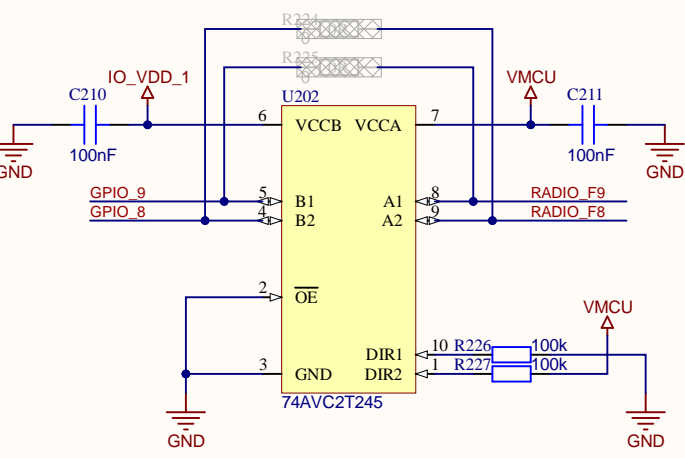 R224
0
R225
0
IO_VDD_1
VMCU
C210
U202
C211
6
VCCB
VCCA
7
100nF
100nF
GND
GND
GPIO_9
5
B1
A1
8
RADIO_F9
GPIO_8
4
B2
A2
9
RADIO_F8
2
OE
VMCU
DIR1
10
R226
100k
3
GND
DIR2
1
R227
100k
74AVC2T245
GND
GND